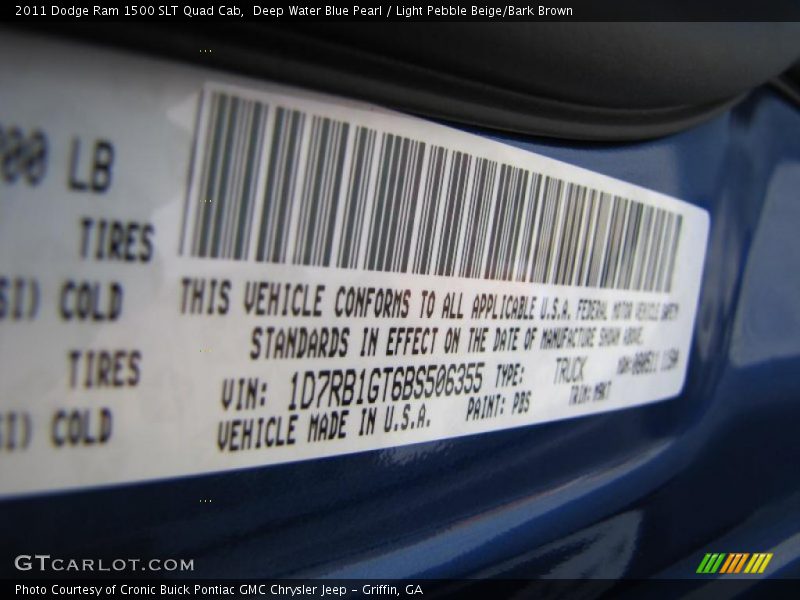 2011 Dodge Ram 1500 SLT Quad Cab, Deep Water Blue Pearl / Light Pebble Beige/Bark Brown
LB
TIRES
COLD
TIRES
COLD
THIS VEHICLE CONFORMS TO ALL APPLICABLE U.S.A. FEDERAL MOTOR VEHICLE SAFETY
STANDARDS IN EFFECT ON THE DATE OF MANUFACTURE SHOWN ABOVE.
VIN: 1D7RB1GT6BS506355 TYPE: TRUCK
VEHICLE MADE IN U.S.A. PAINT: PBS TRIM:
GTCARLOT.COM
Photo Courtesy of Cronic Buick Pontiac GMC Chrysler Jeep - Griffin, GA